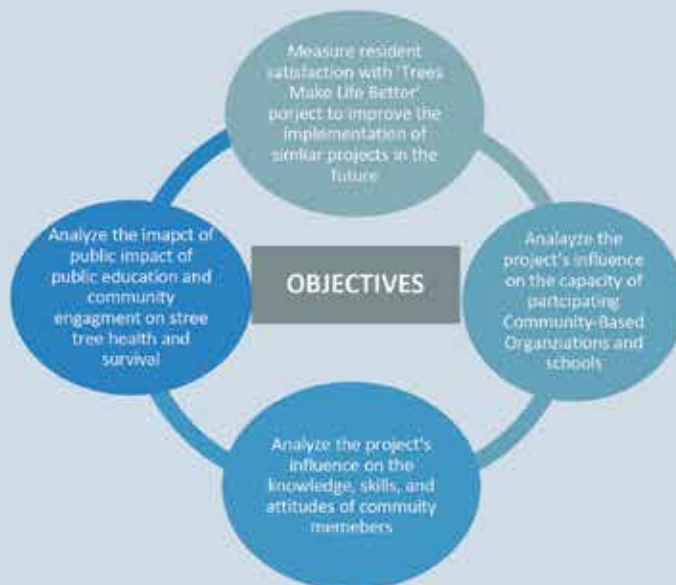 Measure resident
satisfaction with 'Trees
Make Life Better'
porject to improve the
implementation of
similar projects in the
future
Analayze the
project's influence
on the capacity of
partcipating
Community-Based
Organziations and
schools
Analyze the project's
influence on the
knowledge, skills, and
attitudes of commuity
memebers
Analyze the imapct of
public impact of
public education and
community
engagment on stree
tree health and
survival
OBJECTIVES